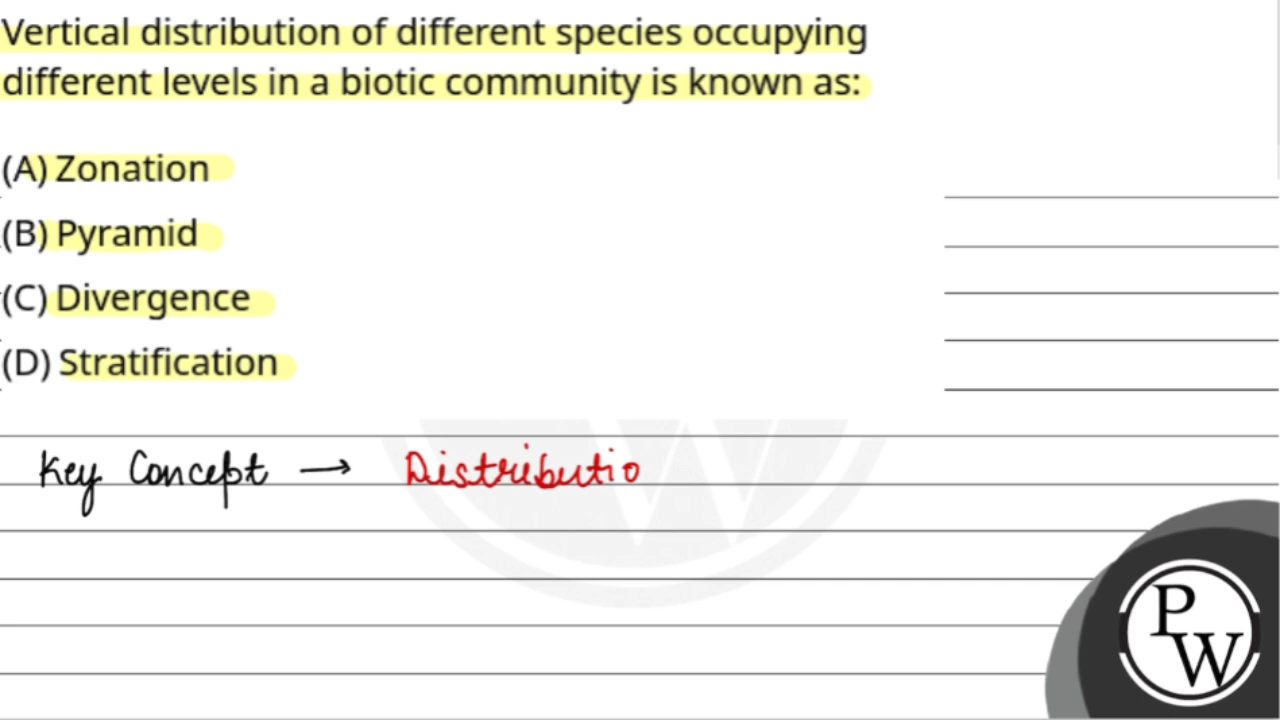 Vertical distribution of different species occupying
different levels in a biotic community is known as:
(A) Zonation
(B) Pyramid
(C) Divergence
(D) Stratification
Key Concept → Distributio
PW